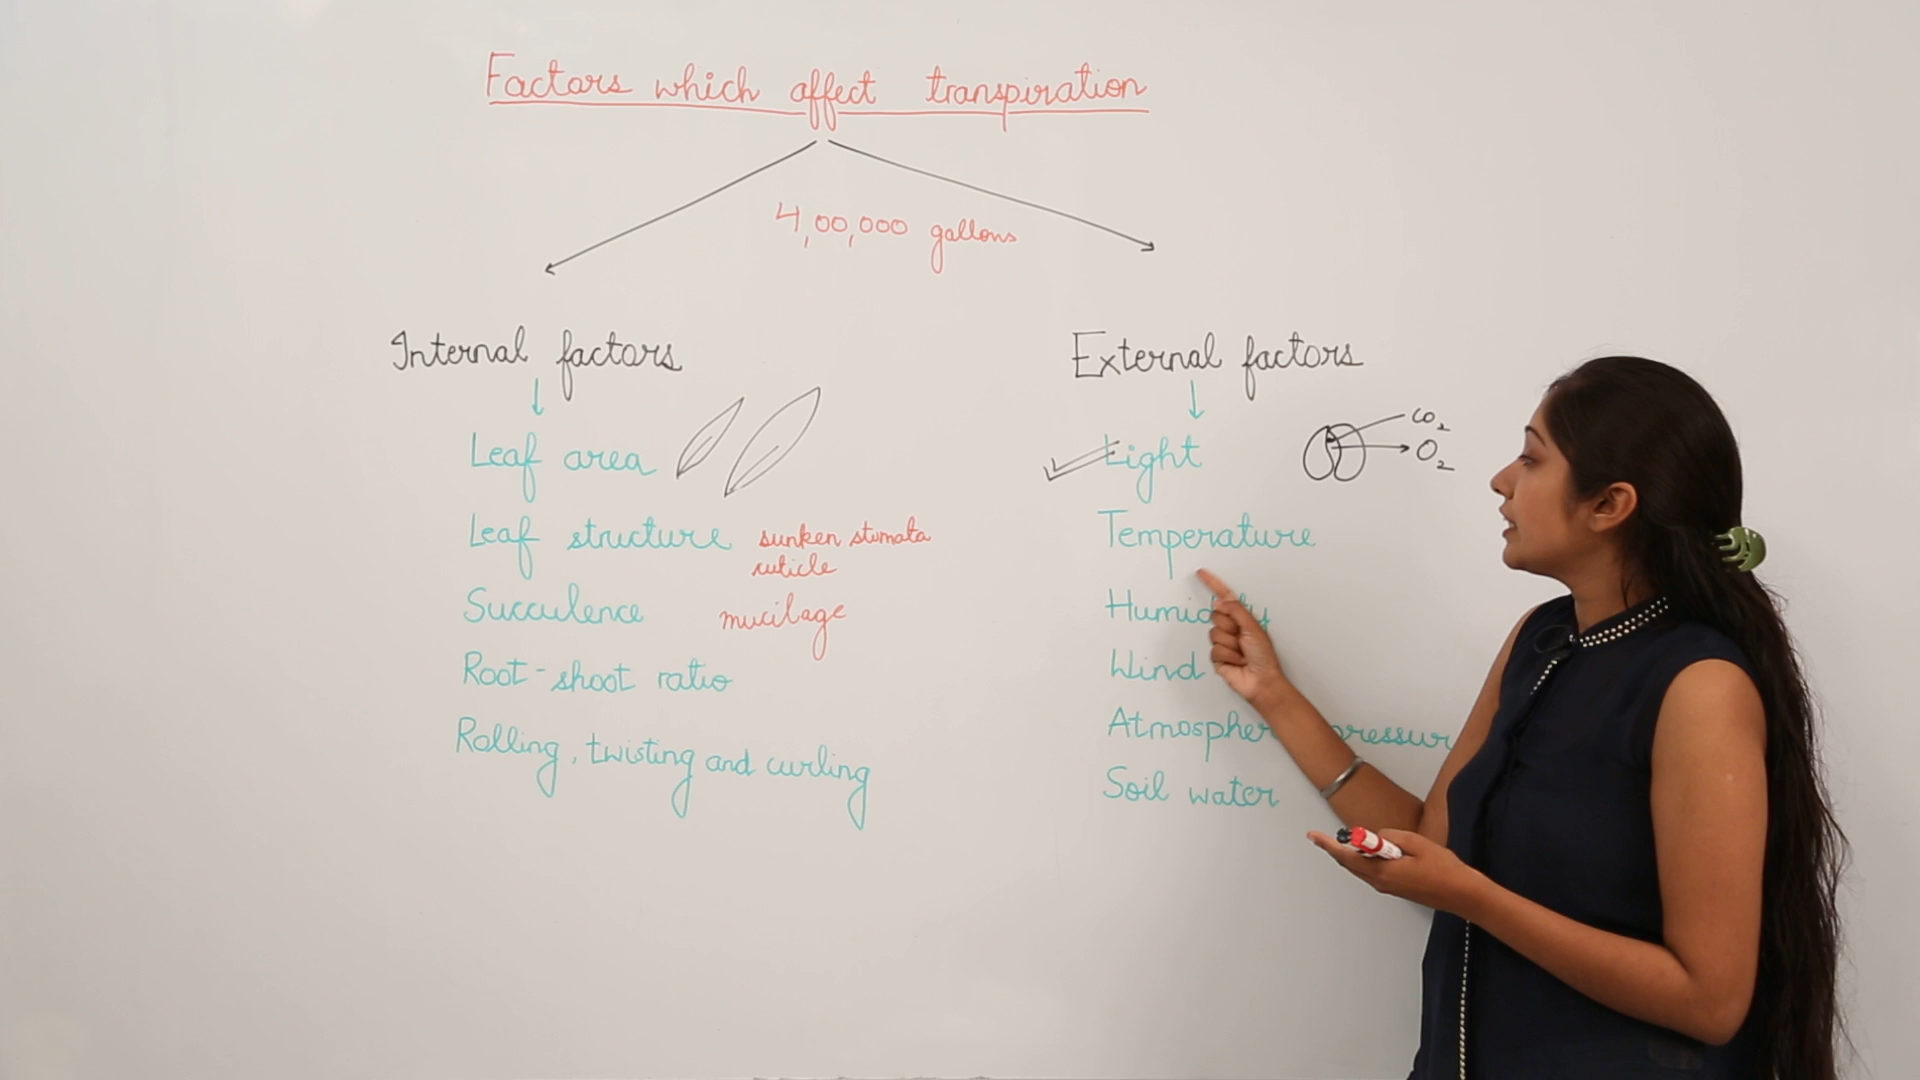 Factors which affect transpiration
4,00,000 gallons
Internal factors
Leaf area
Leaf structure sunken stomata
cuticle
Succulence mucilage
Root-shoot ratio
Rolling, twisting and curling
External factors
Light
CO2
O2
Temperature
Wind
Soil water